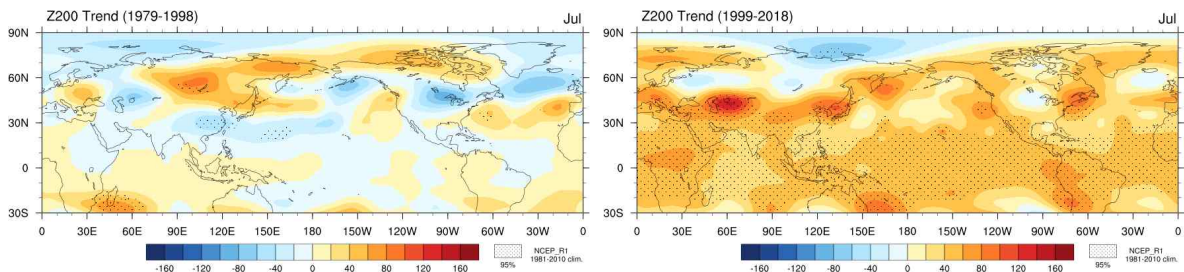 Z200 Trend (1979-1998) Jul
90N
60N
30N
0
30S
0 30E 60E 90E 120E 150E 180 150W 120W 90W 60W 30W 0
-160 -120 -80 -40 0 40 80 120 160
95%
NCEP_R1
1981-2010 clim.
Z200 Trend (1999-2018) Jul
90N
60N
30N
0
30S
0 30E 60E 90E 120E 150E 180 150W 120W 90W 60W 30W 0
-160 -120 -80 -40 0 40 80 120 160
95%
NCEP_R1
1981-2010 clim.